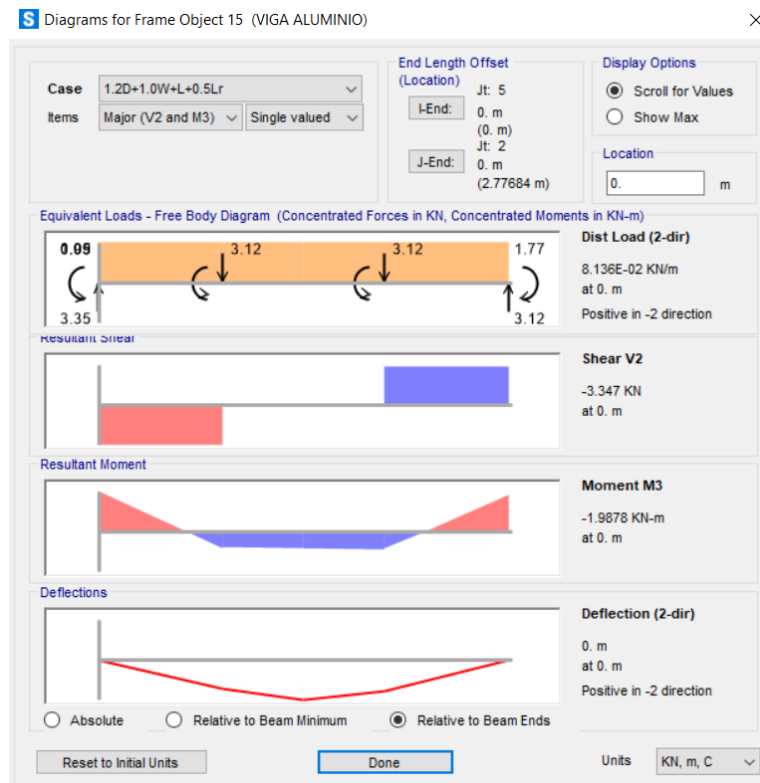 S Diagrams for Frame Object 15 (VIGA ALUMINIO)
Case 1.2D+1.0W+L+0.5Lr
Items Major (V2 and M3) Single valued
End Length Offset
(Location)
I-End: Jt: 5
0. m
(0. m)
J-End: Jt: 2
0. m
(2.77684 m)
Display Options
Scroll for Values
Show Max
Location
0. m
Equivalent Loads - Free Body Diagram (Concentrated Forces in KN, Concentrated Moments in KN-m)
3.12 3.12 1.77
3.35 3.12
Dist Load (2-dir)
8.136E-02 KN/m
at 0. m
Positive in -2 direction
Resultant Shear
Shear V2
-3.347 KN
at 0. m
Resultant Moment
Moment M3
-1.9878 KN-m
at 0. m
Deflections
Deflection (2-dir)
0. m
at 0. m
Positive in -2 direction
Absolute Relative to Beam Minimum Relative to Beam Ends
Reset to Initial Units Done Units KN, m, C